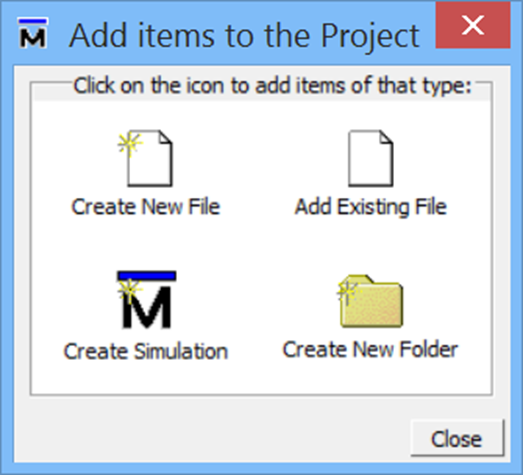 M Add items to the Project
Click on the icon to add items of that type:
Create New File Add Existing File
M
Create Simulation Create New Folder
Close